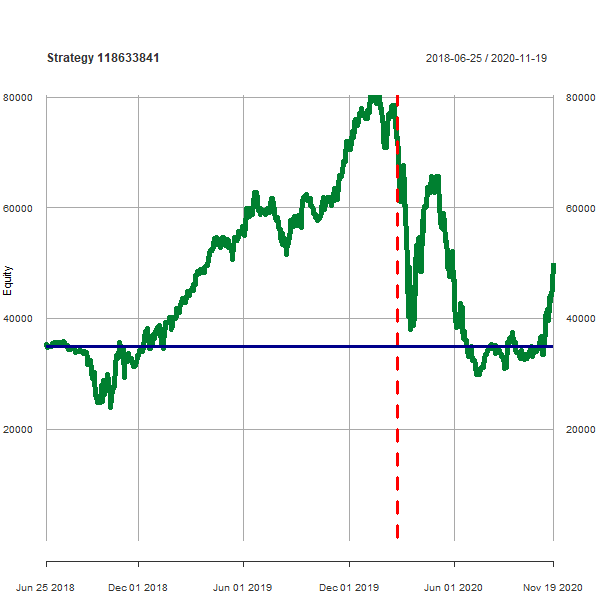 Strategy 118633841 2018-06-25 / 2020-11-19
80000 80000
60000 60000
Equity
40000 40000
20000 20000
Jun 25 2018 Dec 01 2018 Jun 01 2019 Dec 01 2019 Jun 01 2020 Nov 19 2020